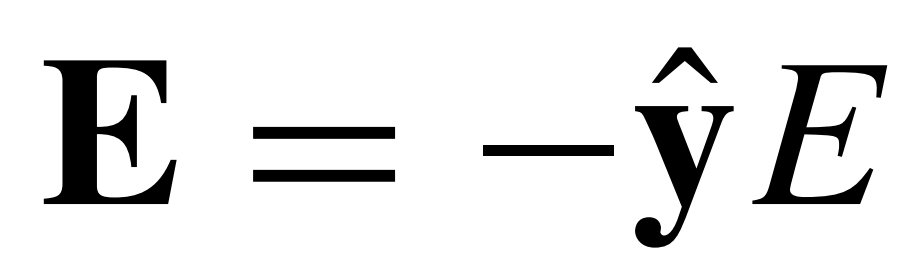 𝐄 = −𝐲̂𝐸